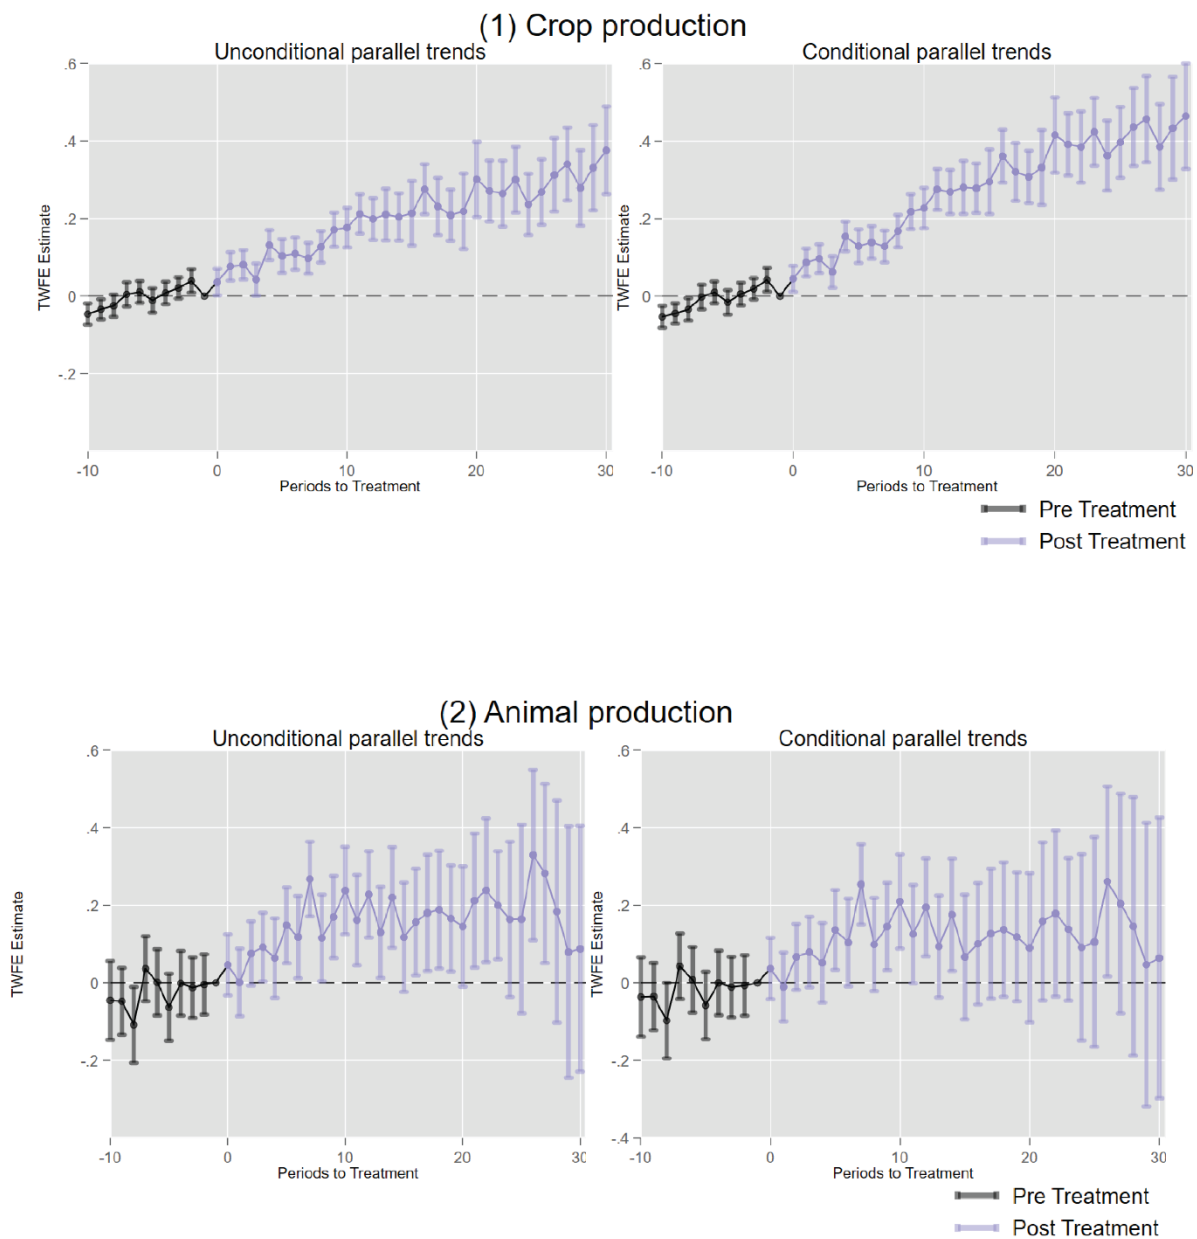 (1) Crop production
Unconditional parallel trends
Conditional parallel trends
TWFE Estimate
.6
.4
.2
0
-.2
-10 0 10 20 30
Periods to Treatment
TWFE Estimate
.6
.4
.2
0
-.2
-10 0 10 20 30
Periods to Treatment
Pre Treatment
Post Treatment
(2) Animal production
Unconditional parallel trends
Conditional parallel trends
TWFE Estimate
.6
.4
.2
0
-.2
-10 0 10 20 30
Periods to Treatment
TWFE Estimate
.6
.4
.2
0
-.2
-.4
-10 0 10 20 30
Periods to Treatment
Pre Treatment
Post Treatment